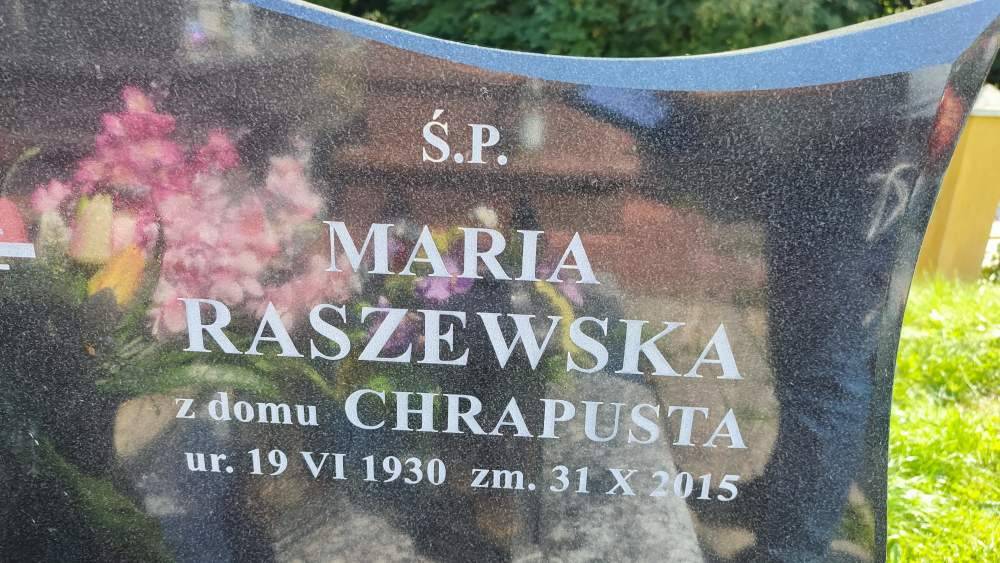 Ś.P.
MARIA
RASZEWSKA
z domu CHRAPUSTA
ur. 19 VI 1930 zm. 31 X 2015